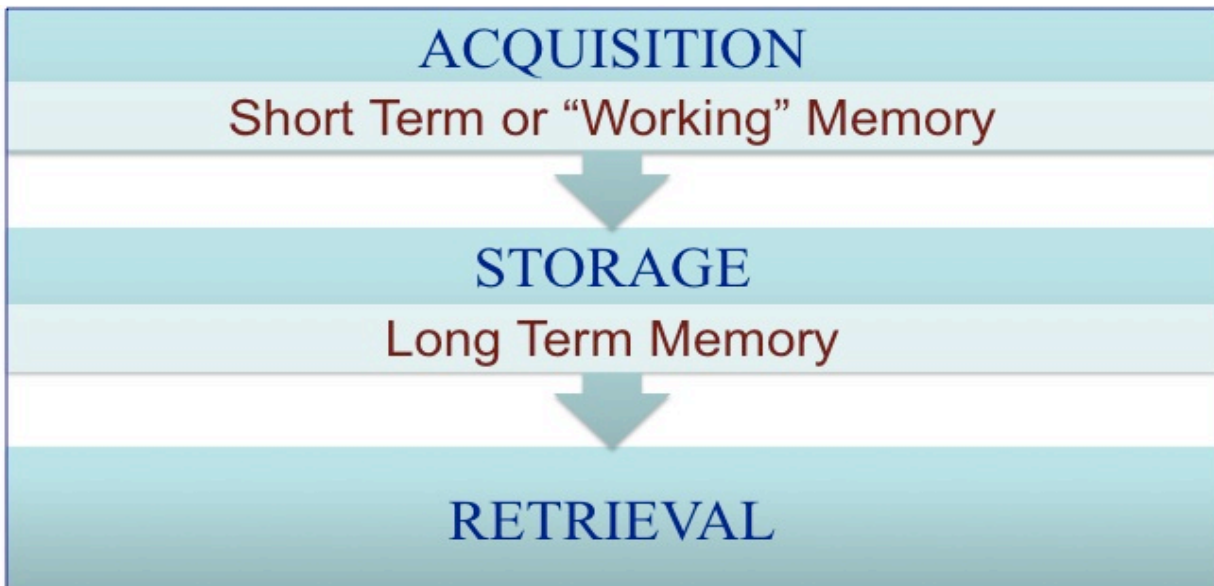 ACQUISITION
Short Term or “Working” Memory
STORAGE
Long Term Memory
RETRIEVAL